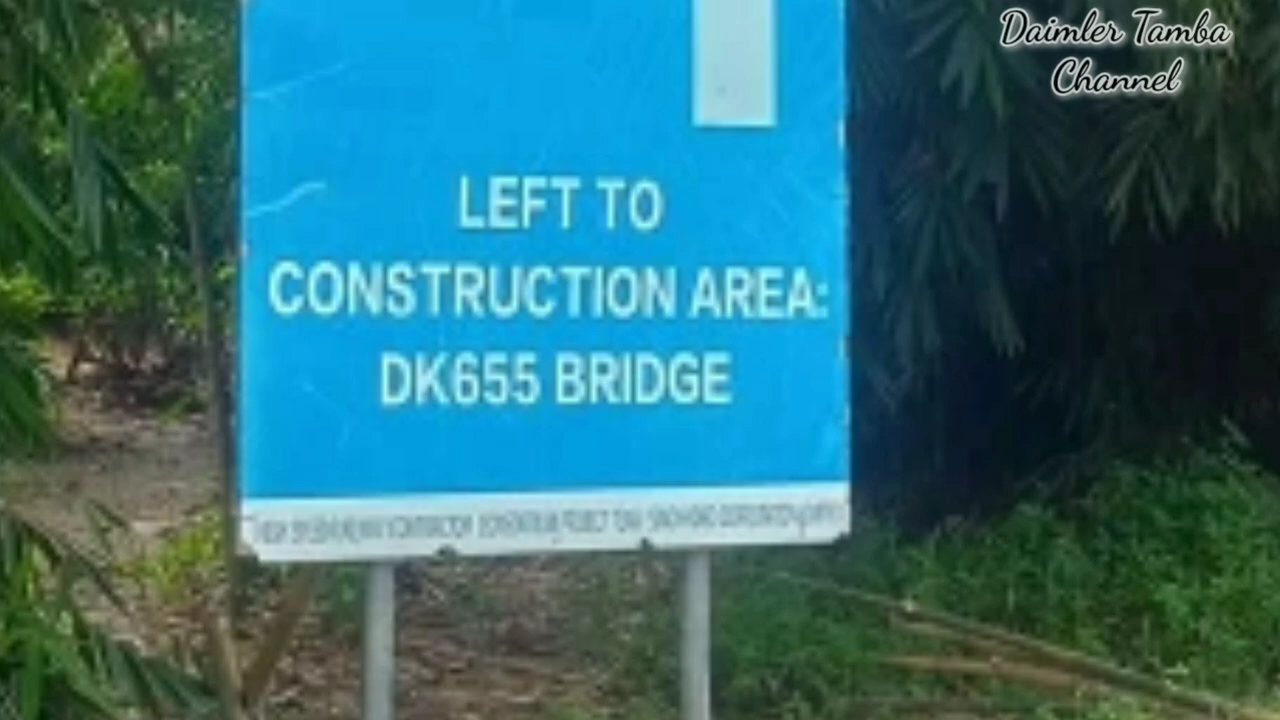 Daimler Tamba
Channel
LEFT TO
CONSTRUCTION AREA:
DK655 BRIDGE